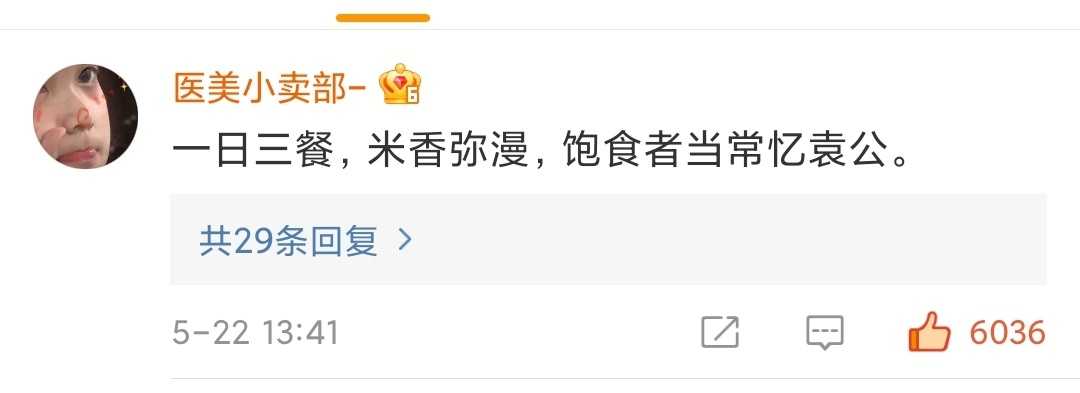 医美小卖部-
一日三餐，米香弥漫，饱食者当常忆袁公。
共29条回复 >
5-22 13:41
6036